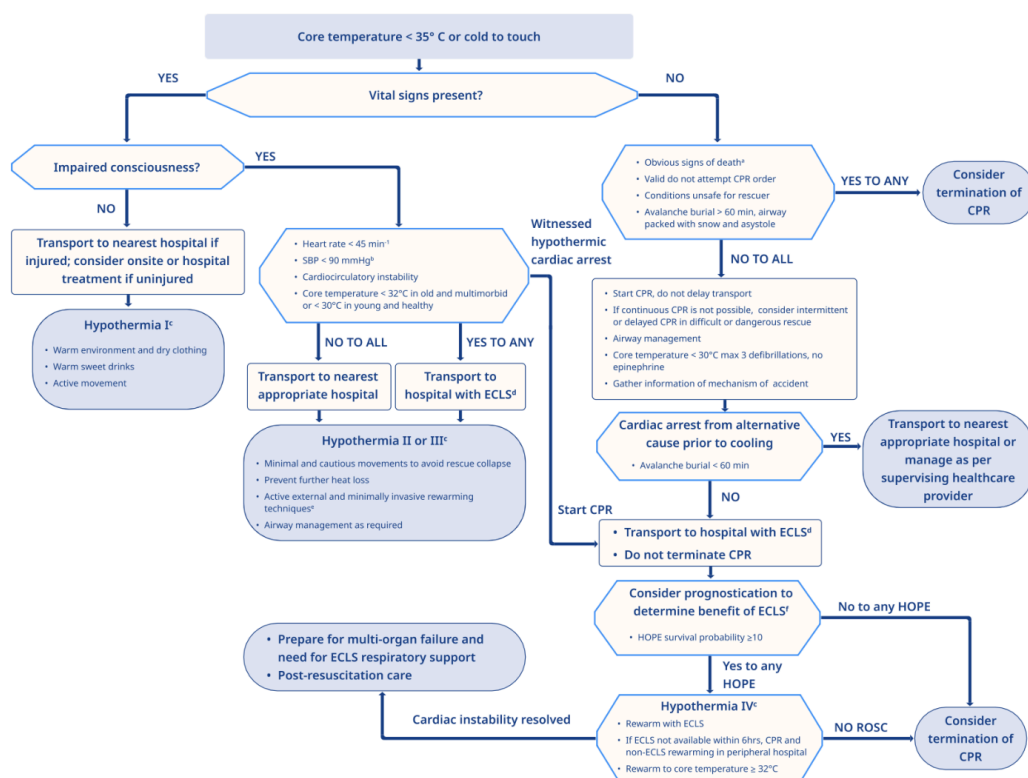 Core temperature < 35° C or cold to touch
YES
NO
Vital signs present?
Impaired consciousness?
YES
NO
Transport to nearest hospital if
injured; consider onsite or hospital
treatment if uninjured
Hypothermia Iᶜ
• Warm environment and dry clothing
• Warm sweet drinks
• Active movement
• Heart rate < 45 min⁻¹
• SBP < 90 mmHgᵇ
• Cardiocirculatory instability
• Core temperature < 32°C in old and multimorbid
or < 30°C in young and healthy
NO TO ALL
YES TO ANY
Transport to nearest
appropriate hospital
Transport to
hospital with ECLSᵈ
Hypothermia II or IIIᶜ
• Minimal and cautious movements to avoid rescue collapse
• Prevent further heat loss
• Active external and minimally invasive rewarming
techniquesᵉ
• Airway management as required
Witnessed
hypothermic
cardiac arrest
Start CPR
• Obvious signs of deathᵃ
• Valid do not attempt CPR order
• Conditions unsafe for rescuer
• Avalanche burial > 60 min, airway
packed with snow and asystole
YES TO ANY
Consider
termination of
CPR
NO TO ALL
• Start CPR, do not delay transport
• If continuous CPR is not possible, consider intermittent
or delayed CPR in difficult or dangerous rescue
• Airway management
• Core temperature < 30°C max 3 defibrillations, no
epinephrine
• Gather information of mechanism of accident
Cardiac arrest from alternative
cause prior to cooling
• Avalanche burial < 60 min
YES
Transport to nearest
appropriate hospital or
manage as per
supervising healthcare
provider
NO
• Transport to hospital with ECLSᵈ
• Do not terminate CPR
Consider prognostication to
determine benefit of ECLSᶠ
• HOPE survival probability ≥10
No to any HOPE
Yes to any
HOPE
Hypothermia IVᶜ
• Rewarm with ECLS
• If ECLS not available within 6hrs, CPR and
non-ECLS rewarming in peripheral hospital
• Rewarm to core temperature ≥ 32°C
NO ROSC
Consider
termination of
CPR
Cardiac instability resolved
• Prepare for multi-organ failure and
need for ECLS respiratory support
• Post-resuscitation care